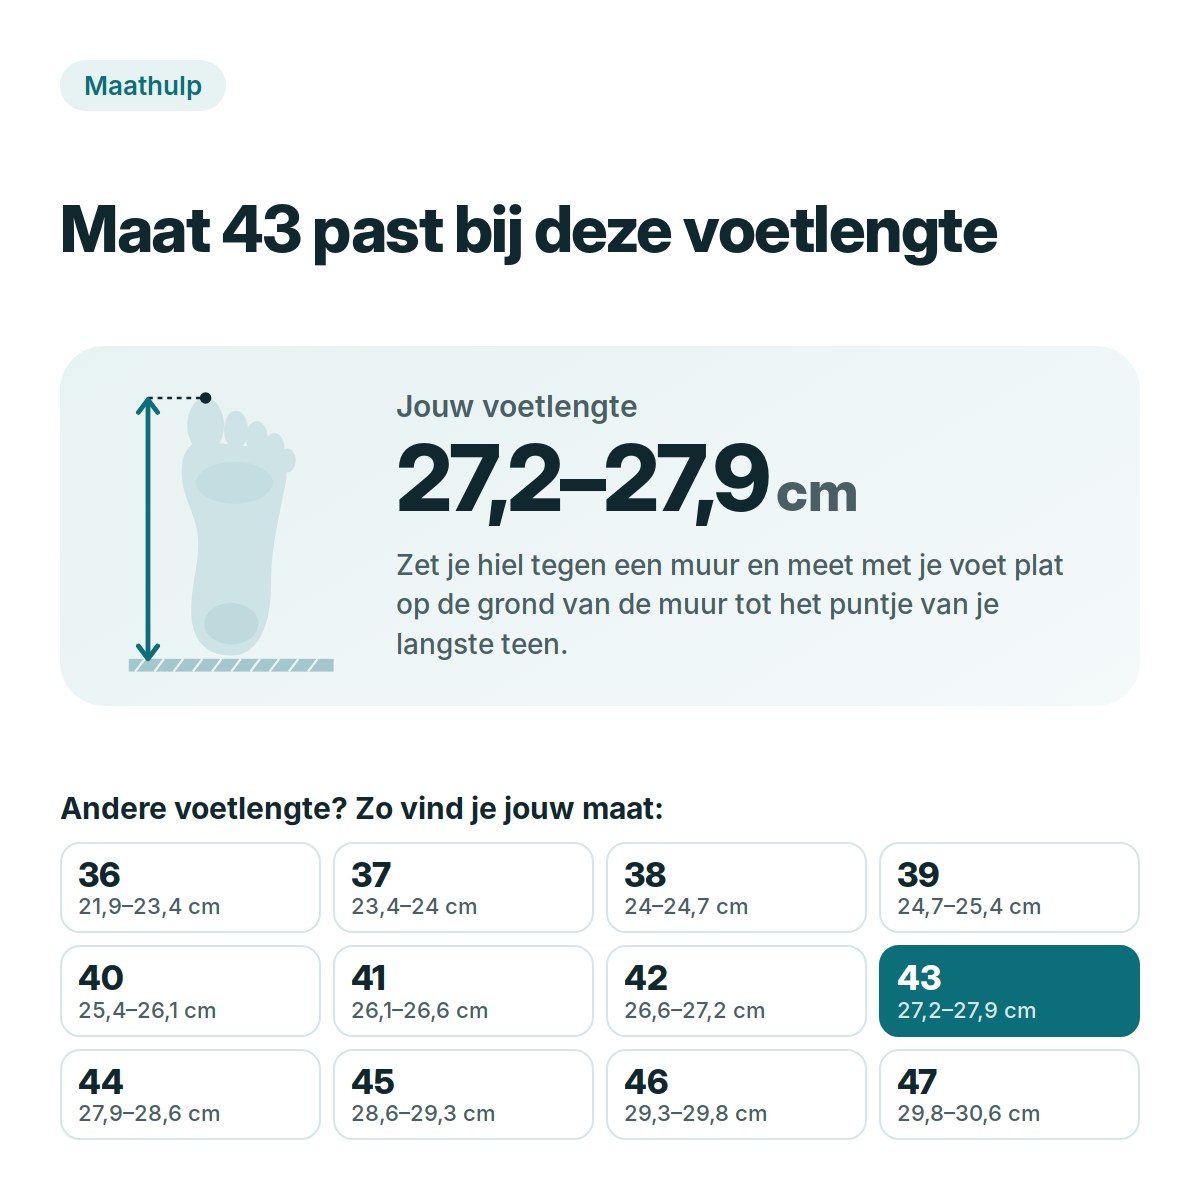 Maathulp
Maat 43 past bij deze voetlengte
Jouw voetlengte
27,2–27,9 cm
Zet je hiel tegen een muur en meet met je voet plat
op de grond van de muur tot het puntje van je
langste teen.
Andere voetlengte? Zo vind je jouw maat:
36
21,9–23,4 cm
37
23,4–24 cm
38
24–24,7 cm
39
24,7–25,4 cm
40
25,4–26,1 cm
41
26,1–26,6 cm
42
26,6–27,2 cm
43
27,2–27,9 cm
44
27,9–28,6 cm
45
28,6–29,3 cm
46
29,3–29,8 cm
47
29,8–30,6 cm